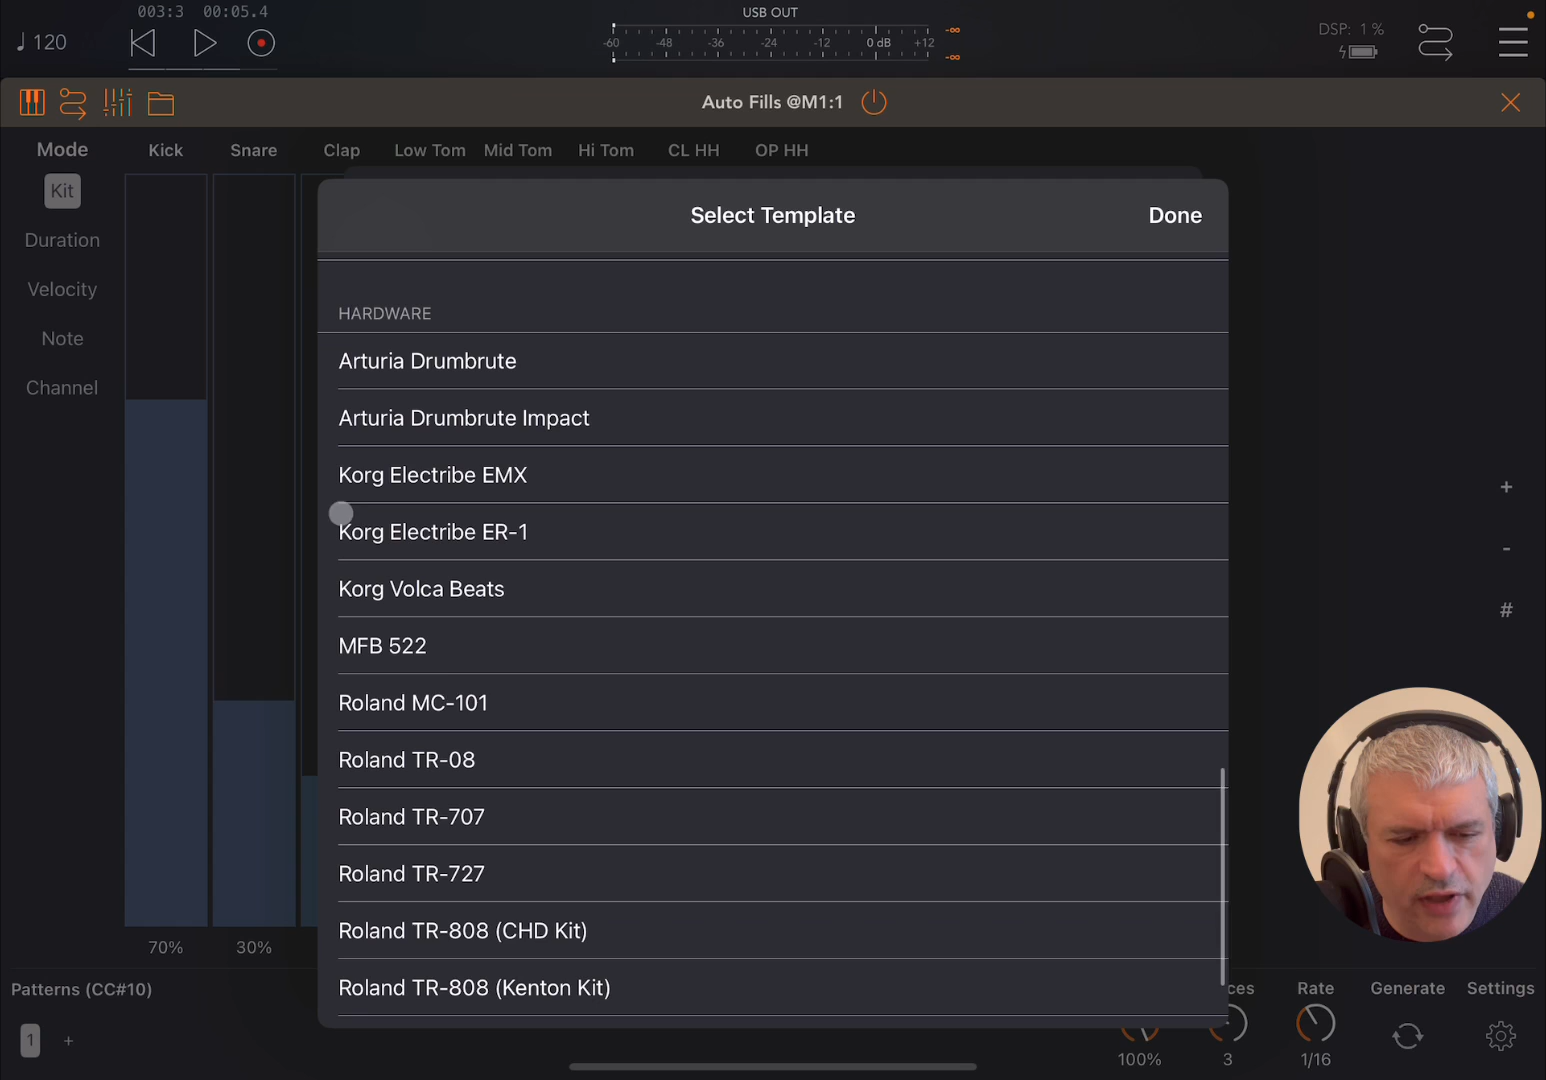 003:3 00:05.4
USB OUT
♩ 120
-60 -48 -36 -24 -12 0 dB +12
-∞
-∞
DSP: 1 %
Auto Fills @M1:1
Mode Kick Snare Clap Low Tom Mid Tom Hi Tom CL HH OP HH
Kit
Duration
Velocity
Note
Channel
Select Template Done
HARDWARE
Arturia Drumbrute
Arturia Drumbrute Impact
Korg Electribe EMX
Korg Electribe ER-1
Korg Volca Beats
MFB 522
Roland MC-101
Roland TR-08
Roland TR-707
Roland TR-727
Roland TR-808 (CHD Kit)
Roland TR-808 (Kenton Kit)
+
-
#
70% 30%
Patterns (CC#10)
ces Rate Generate Settings
1 +
100% 3 1/16